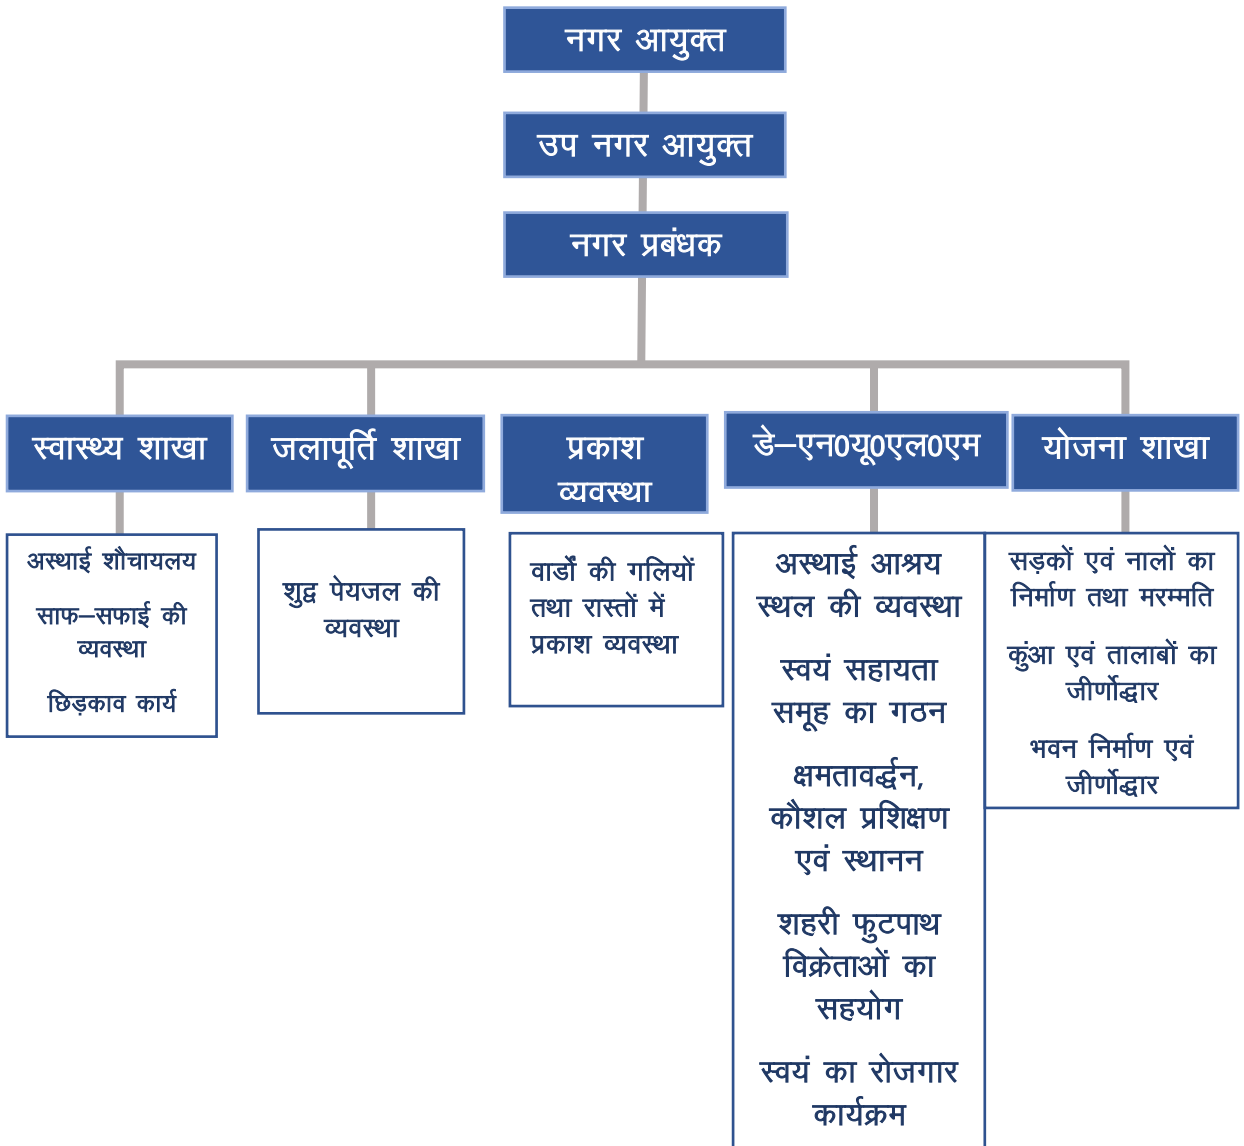 नगर आयुक्त
उप नगर आयुक्त
नगर प्रबंधक
स्वास्थ्य शाखा
जलापूर्ति शाखा
प्रकाश
व्यवस्था
डे–एन0यू0एल0एम
योजना शाखा
अस्थाई शौचायलय
साफ–सफाई की
व्यवस्था
छिड़काव कार्य
शुद्व पेयजल की
व्यवस्था
वार्डों की गलियों
तथा रास्तों में
प्रकाश व्यवस्था
अस्थाई आश्रय
स्थल की व्यवस्था
स्वयं सहायता
समूह का गठन
क्षमतावर्द्धन,
कौशल प्रशिक्षण
एवं स्थानन
शहरी फुटपाथ
विक्रेताओं का
सहयोग
स्वयं का रोजगार
कार्यक्रम
सड़कों एवं नालों का
निर्माण तथा मरम्मति
कुंआ एवं तालाबों का
जीर्णोद्धार
भवन निर्माण एवं
जीर्णोद्धार